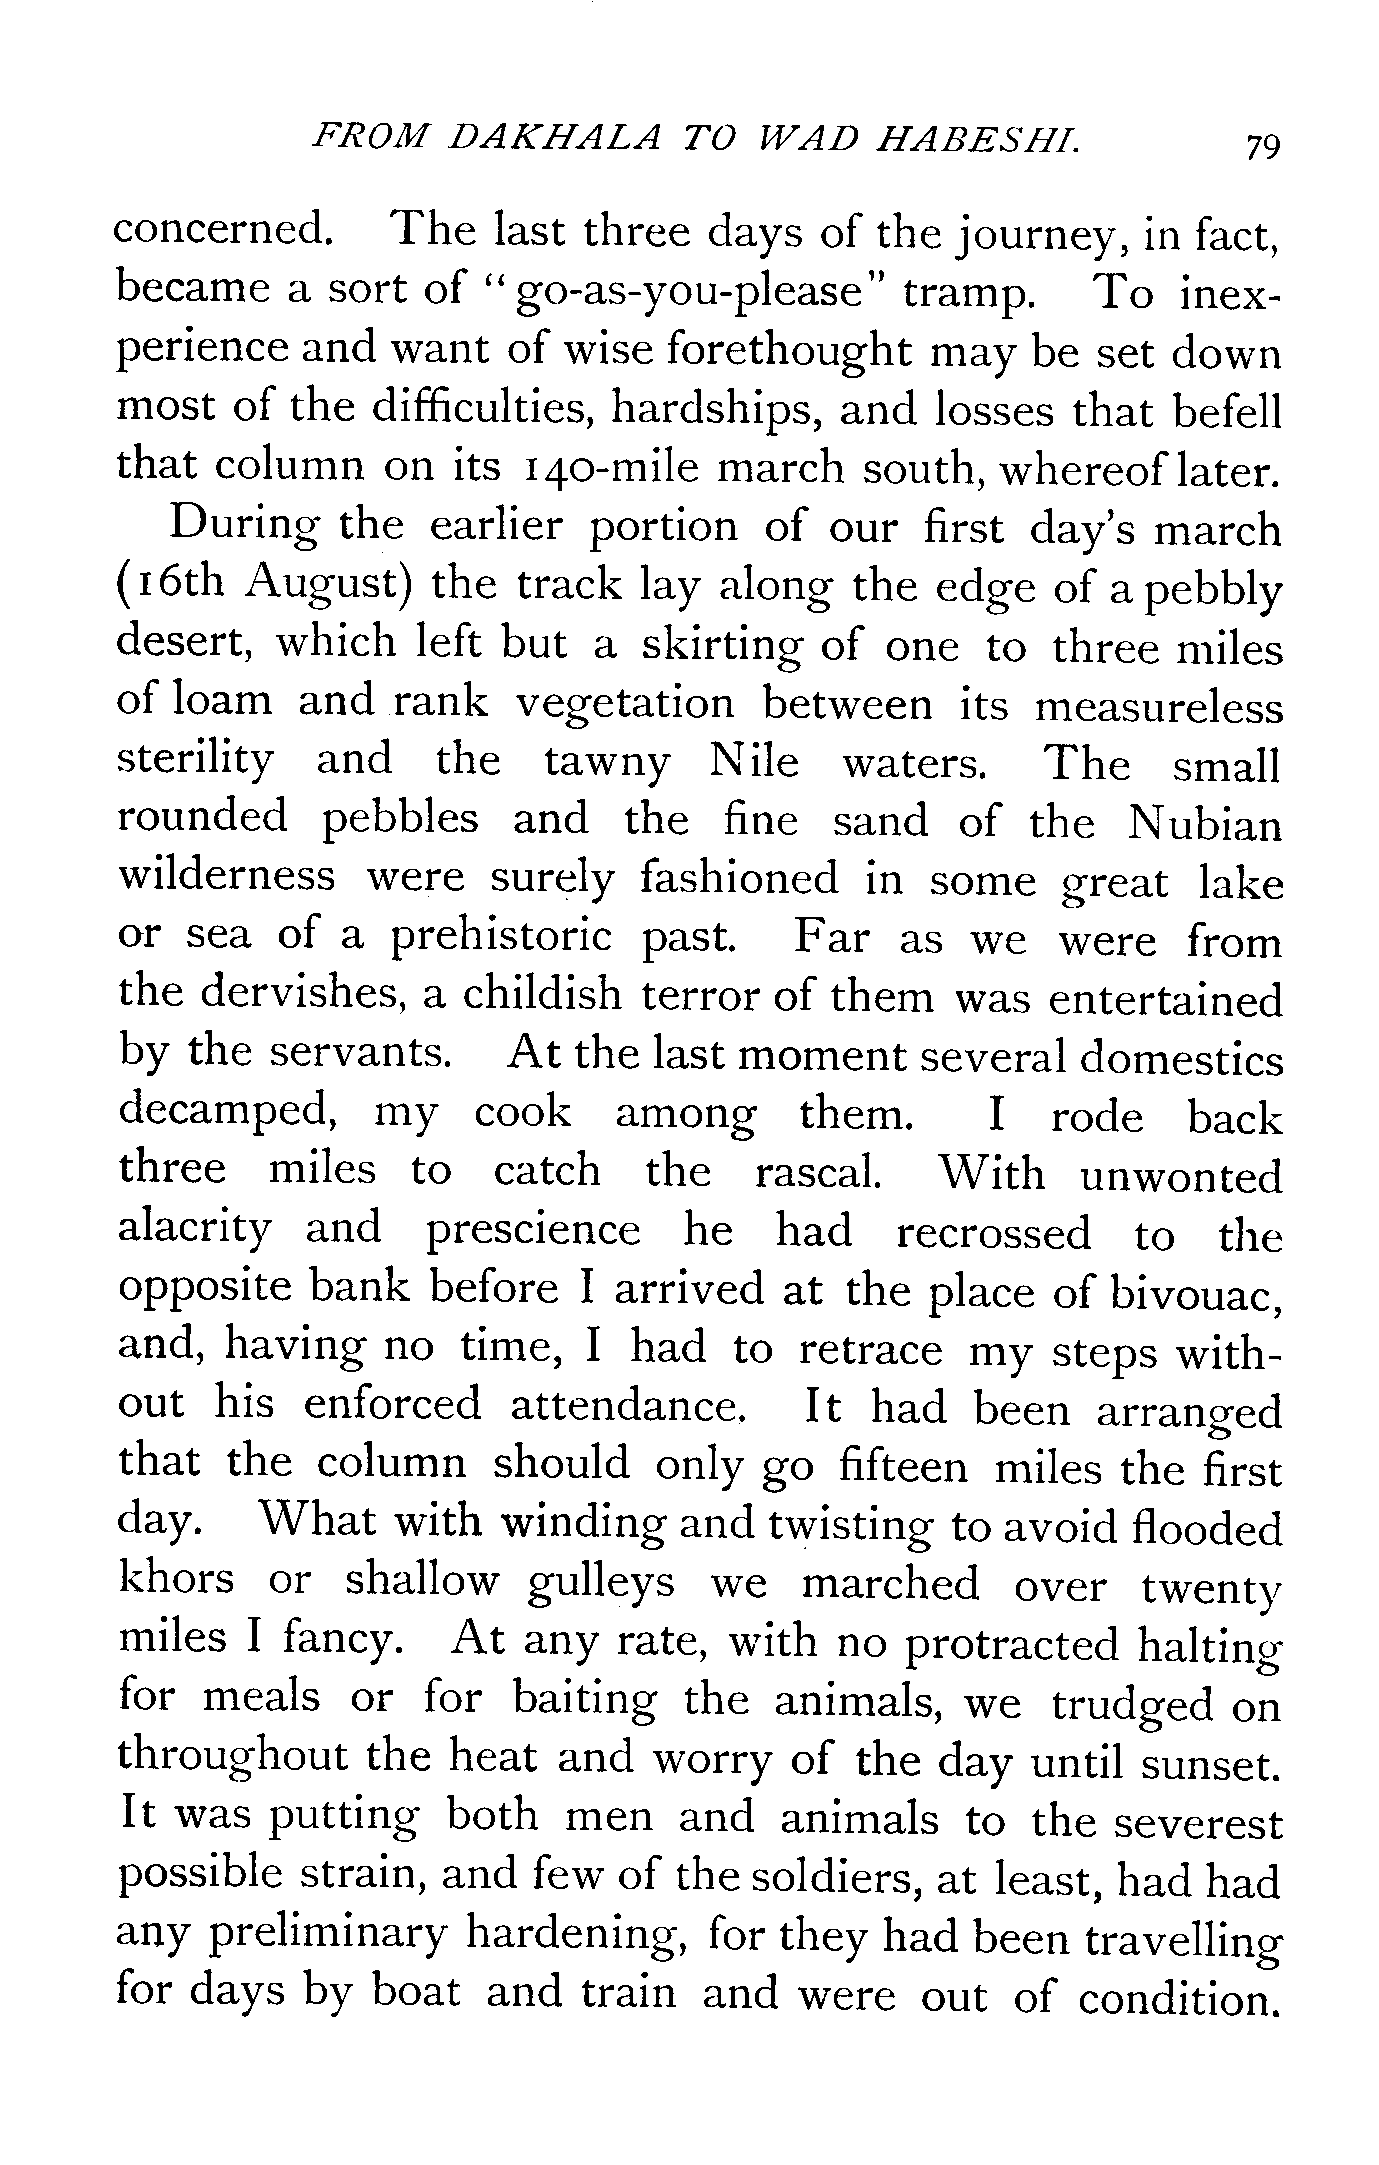 FROM DAKHALA TO WAD HABESHI. 79
concerned. The last three days of the journey, in fact,
became a sort of "go-as-you-please" tramp. To inex-
perience and want of wise forethought may be set down
most of the difficulties, hardships, and losses that befell
that column on its 140-mile march south, whereof later.
During the earlier portion of our first day's march
(16th August) the track lay along the edge of a pebbly
desert, which left but a skirting of one to three miles
of loam and rank vegetation between its measureless
sterility and the tawny Nile waters. The small
rounded pebbles and the fine sand of the Nubian
wilderness were surely fashioned in some great lake
or sea of a prehistoric past. Far as we were from
the dervishes, a childish terror of them was entertained
by the servants. At the last moment several domestics
decamped, my cook among them. I rode back
three miles to catch the rascal. With unwonted
alacrity and prescience he had recrossed to the
opposite bank before I arrived at the place of bivouac,
and, having no time, I had to retrace my steps with-
out his enforced attendance. It had been arranged
that the column should only go fifteen miles the first
day. What with winding and twisting to avoid flooded
khors or shallow gulleys we marched over twenty
miles I fancy. At any rate, with no protracted halting
for meals or for baiting the animals, we trudged on
throughout the heat and worry of the day until sunset.
It was putting both men and animals to the severest
possible strain, and few of the soldiers, at least, had had
any preliminary hardening, for they had been travelling
for days by boat and train and were out of condition.